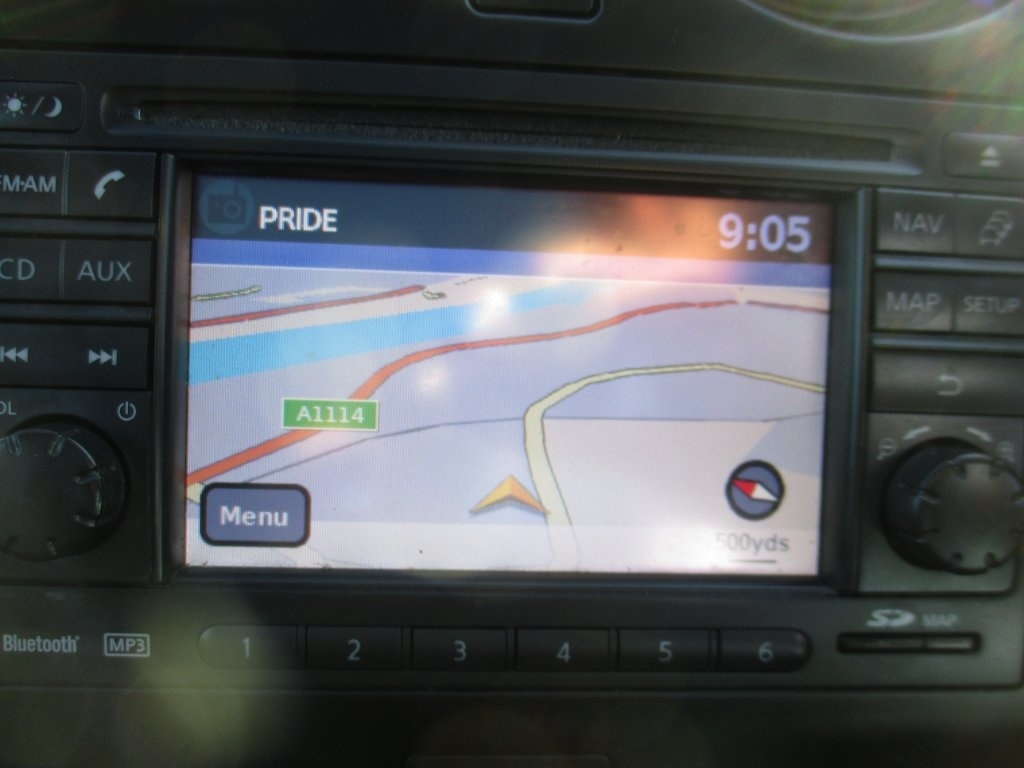 FM·AM
PRIDE
9:05
NAV
CD
AUX
MAP
SETUP
A1114
Menu
500yds
Bluetooth
MP3
1
2
3
4
5
6
SD MAP